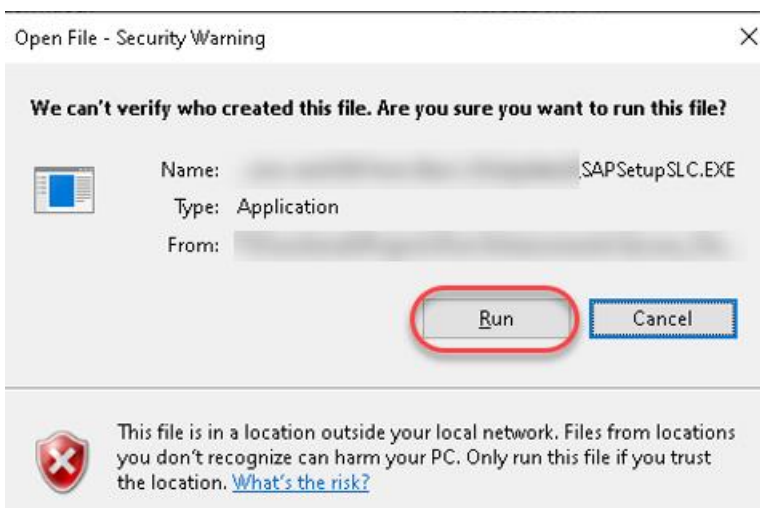 Open File - Security Warning
We can't verify who created this file. Are you sure you want to run this file?
Name: SAPSetupSLC.EXE
Type: Application
From:
Run Cancel
This file is in a location outside your local network. Files from locations
you don't recognize can harm your PC. Only run this file if you trust
the location. What's the risk?